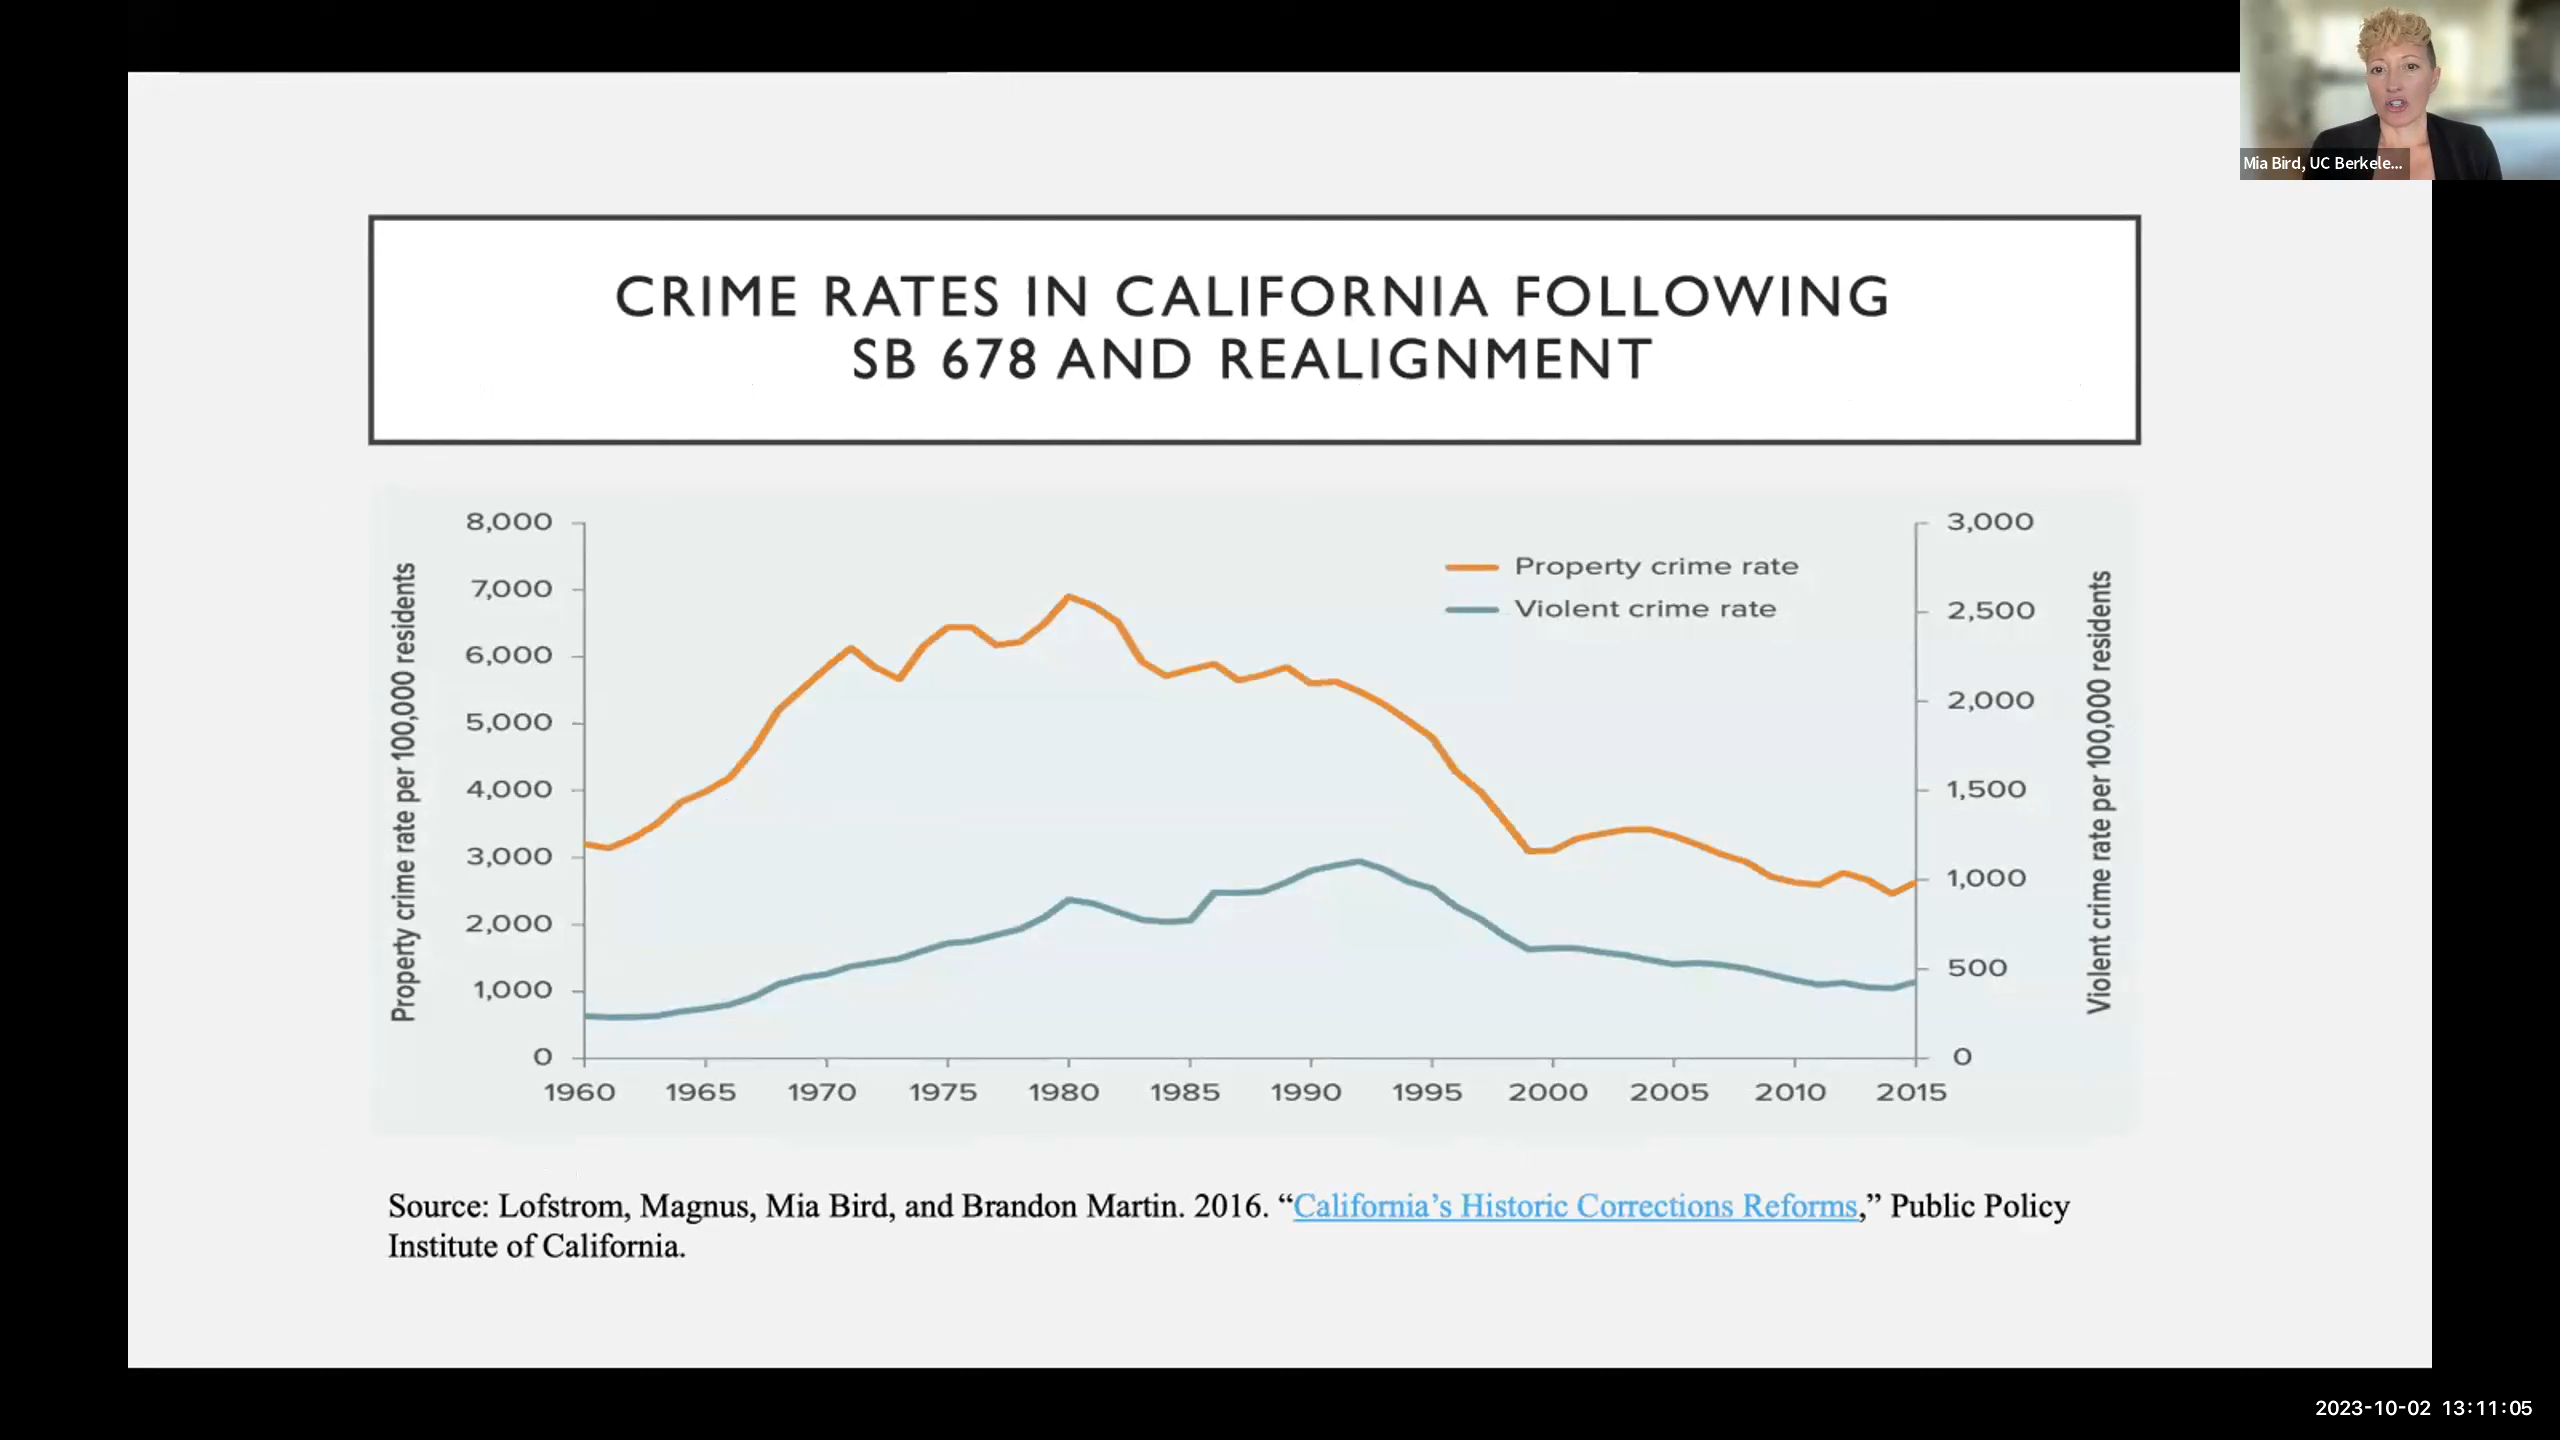 Mia Bird, UC Berkele...
CRIME RATES IN CALIFORNIA FOLLOWING
SB 678 AND REALIGNMENT
Property crime rate per 100,000 residents
8,000
7,000
6,000
5,000
4,000
3,000
2,000
1,000
0
Property crime rate
Violent crime rate
3,000
2,500
2,000
1,500
1,000
500
0
Violent crime rate per 100,000 residents
1960 1965 1970 1975 1980 1985 1990 1995 2000 2005 2010 2015
Source: Lofstrom, Magnus, Mia Bird, and Brandon Martin. 2016. “California’s Historic Corrections Reforms,” Public Policy
Institute of California.
2023-10-02 13:11:05